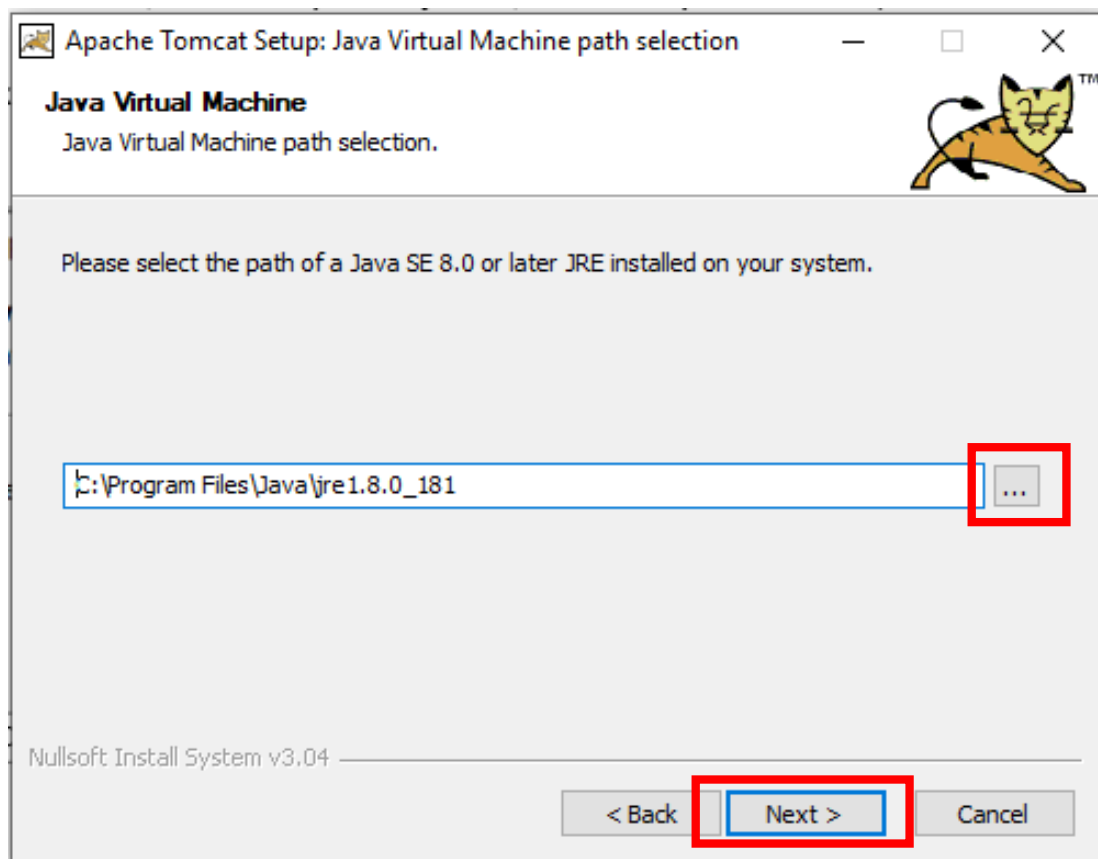 Apache Tomcat Setup: Java Virtual Machine path selection
Java Virtual Machine
TM
Java Virtual Machine path selection.
Please select the path of a Java SE 8.0 or later JRE installed on your system.
C:\Program Files\Java\jre1.8.0_181
...
Nullsoft Install System v3.04
< Back
Next >
Cancel